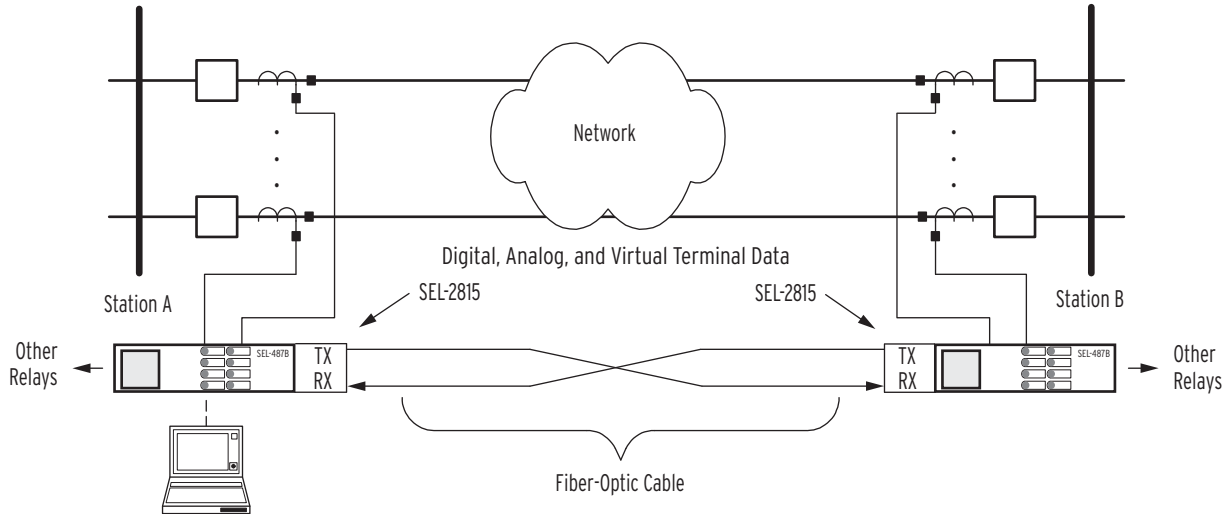 Network
Digital, Analog, and Virtual Terminal Data
Station A
SEL-2815
SEL-2815
Station B
Other
Relays
SEL-487B
TX
RX
TX
RX
SEL-487B
Other
Relays
Fiber-Optic Cable